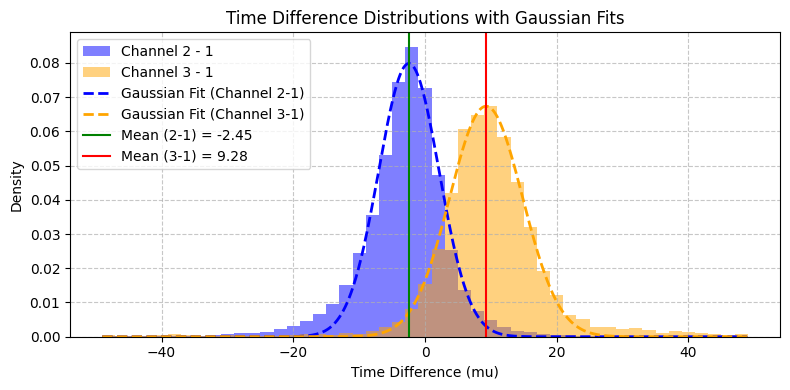 Time Difference Distributions with Gaussian Fits
Channel 2 - 1
Channel 3 - 1
Gaussian Fit (Channel 2-1)
Gaussian Fit (Channel 3-1)
Mean (2-1) = -2.45
Mean (3-1) = 9.28
Density
0.08
0.07
0.06
0.05
0.04
0.03
0.02
0.01
0.00
−40
−20
0
20
40
Time Difference (mu)